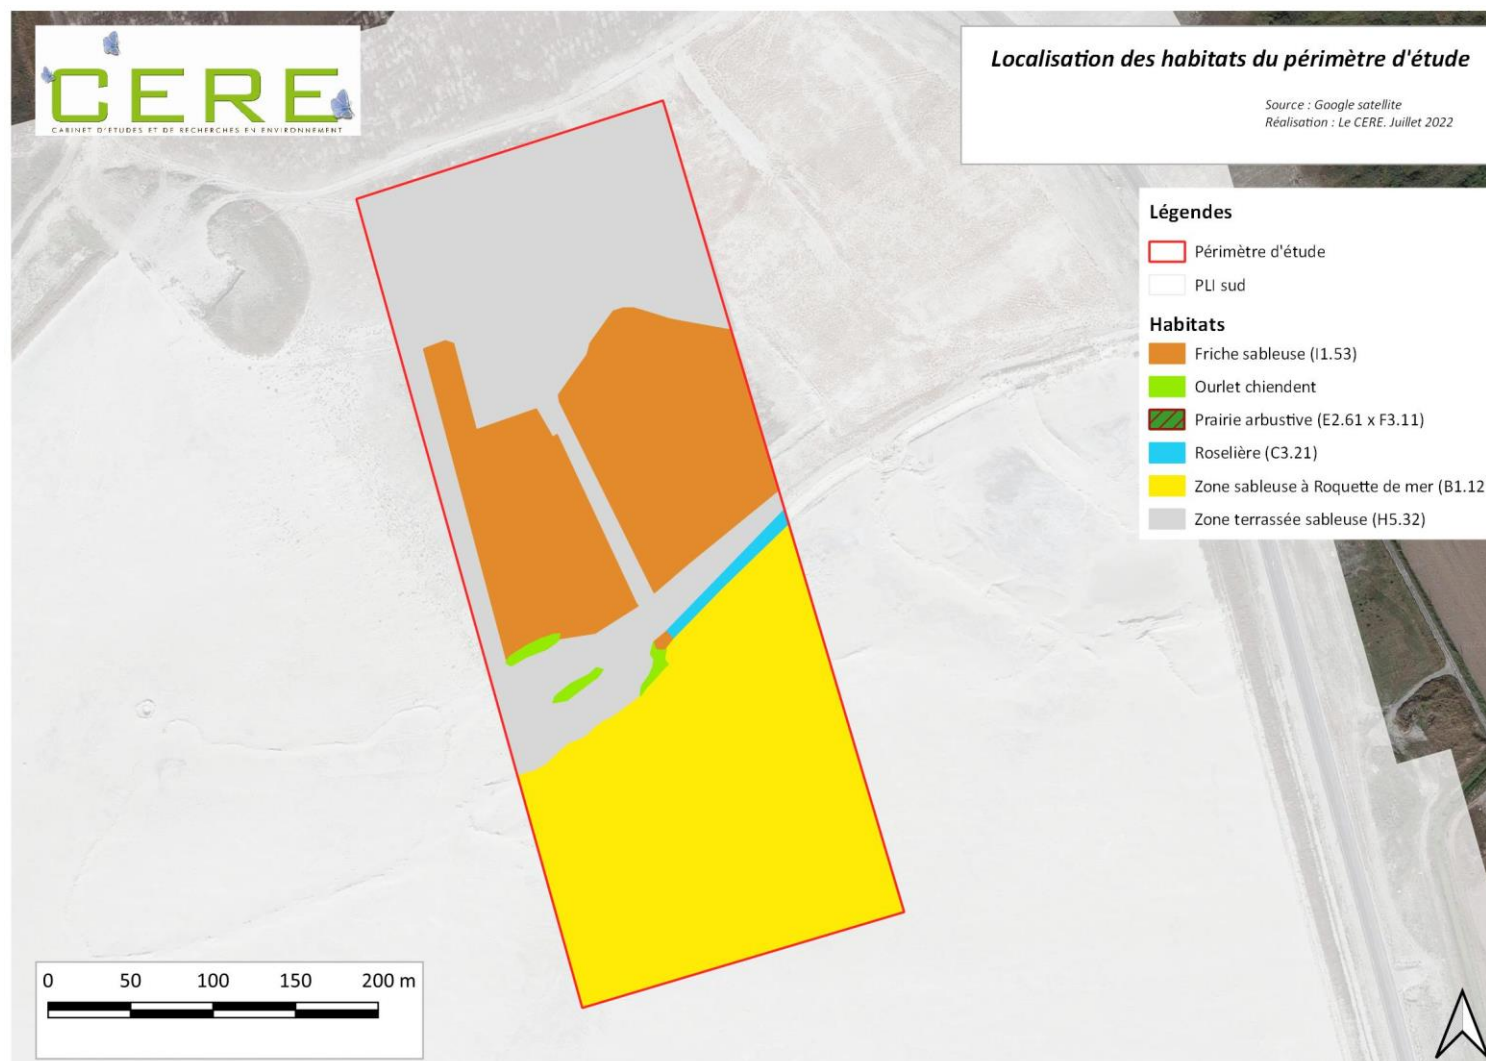 CERE
CABINET D'ETUDES ET DE RECHERCHES EN ENVIRONNEMENT
Localisation des habitats du périmètre d'étude
Source : Google satellite
Réalisation : Le CERE. Juillet 2022
Légendes
Périmètre d'étude
PLI sud
Habitats
Friche sableuse (I1.53)
Ourlet chiendent
Prairie arbustive (E2.61 x F3.11)
Roselière (C3.21)
Zone sableuse à Roquette de mer (B1.12
Zone terrassée sableuse (H5.32)
0 50 100 150 200 m